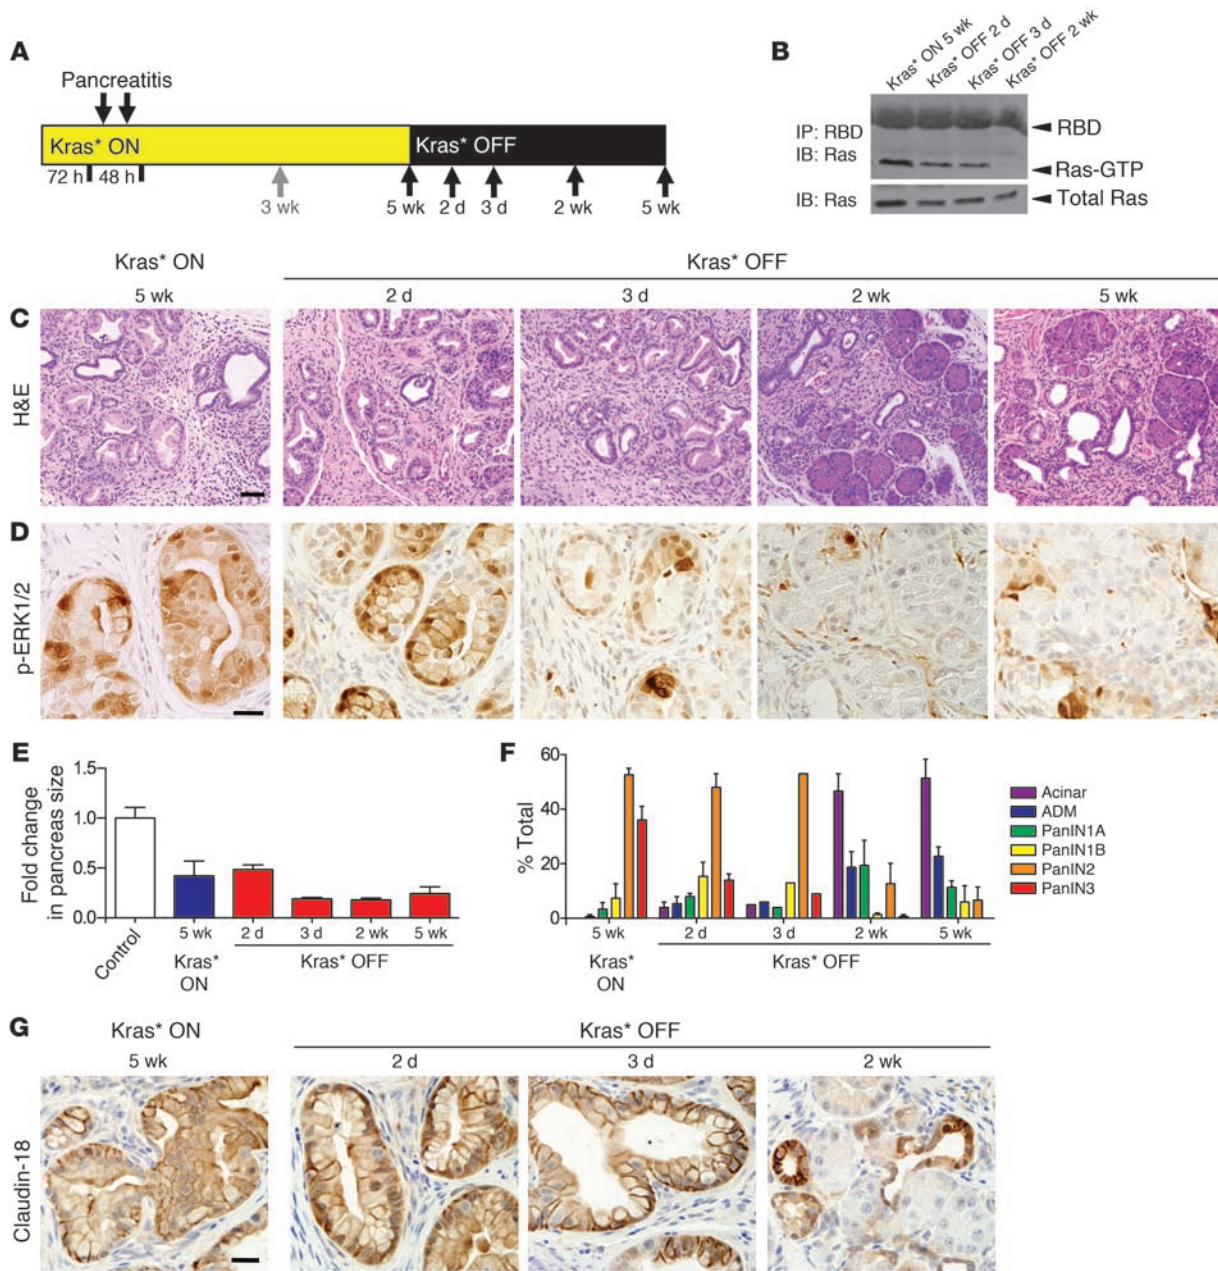 A
Pancreatitis
Kras* ON
Kras* OFF
72 h
48 h
3 wk
5 wk
2 d
3 d
2 wk
5 wk
B
Kras* ON 5 wk
Kras* OFF 2 d
Kras* OFF 3 d
Kras* OFF 2 wk
IP: RBD
IB: Ras
RBD
Ras-GTP
IB: Ras
Total Ras
Kras* ON
Kras* OFF
5 wk
2 d
3 d
2 wk
5 wk
C
H&E
D
p-ERK1/2
E
Fold change
in pancreas size
1.5
1.0
0.5
0.0
Control
5 wk
2 d
3 d
2 wk
5 wk
Kras*
ON
Kras* OFF
F
% Total
60
40
20
0
5 wk
2 d
3 d
2 wk
5 wk
Kras*
ON
Kras* OFF
Acinar
ADM
PanIN1A
PanIN1B
PanIN2
PanIN3
G
Kras* ON
Kras* OFF
5 wk
2 d
3 d
2 wk
Claudin-18